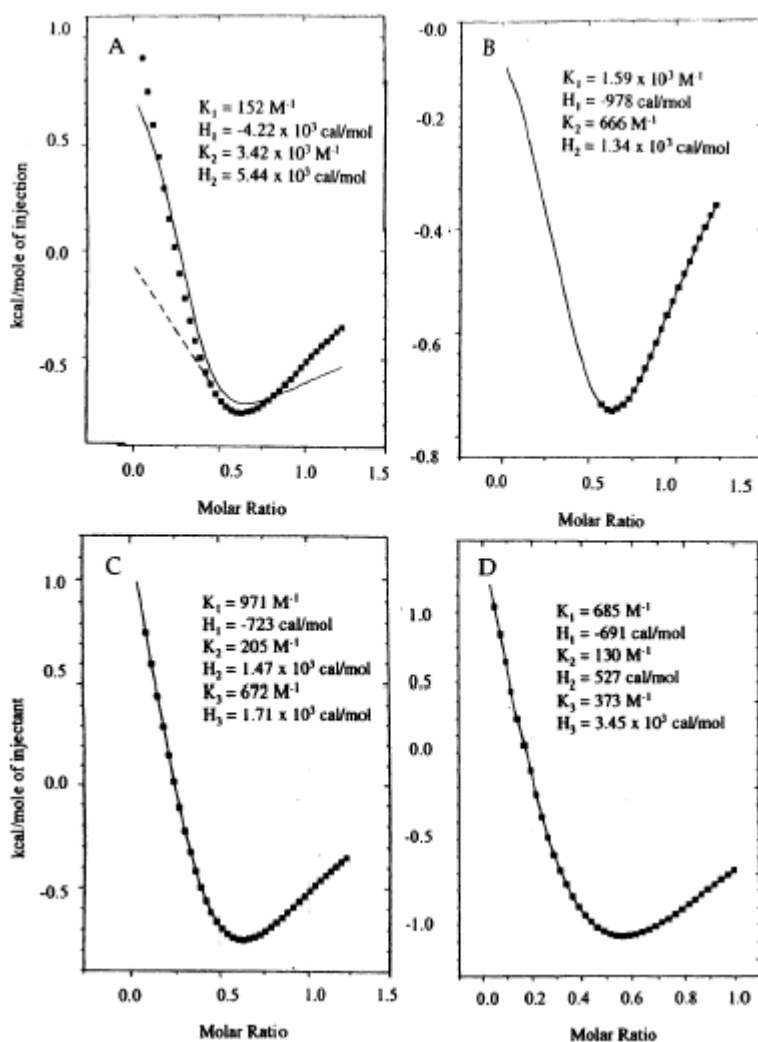 A
1.0
0.5
0.0
-0.5
kcal/mole of injection
K1 = 152 M-1
H1 = -4.22 x 10^3 cal/mol
K2 = 3.42 x 10^3 M-1
H2 = 5.44 x 10^3 cal/mol
0.0 0.5 1.0 1.5
Molar Ratio
B
-0.0
-0.2
-0.4
-0.6
-0.8
K1 = 1.59 x 10^3 M-1
H1 = -978 cal/mol
K2 = 666 M-1
H2 = 1.34 x 10^3 cal/mol
0.0 0.5 1.0 1.5
Molar Ratio
C
1.0
0.5
0.0
-0.5
kcal/mole of injectant
K1 = 971 M-1
H1 = -723 cal/mol
K2 = 205 M-1
H2 = 1.47 x 10^3 cal/mol
K3 = 672 M-1
H3 = 1.71 x 10^3 cal/mol
0.0 0.5 1.0 1.5
Molar Ratio
D
1.0
0.5
0.0
-0.5
-1.0
K1 = 685 M-1
H1 = -691 cal/mol
K2 = 130 M-1
H2 = 527 cal/mol
K3 = 373 M-1
H3 = 3.45 x 10^3 cal/mol
0.0 0.2 0.4 0.6 0.8 1.0
Molar Ratio